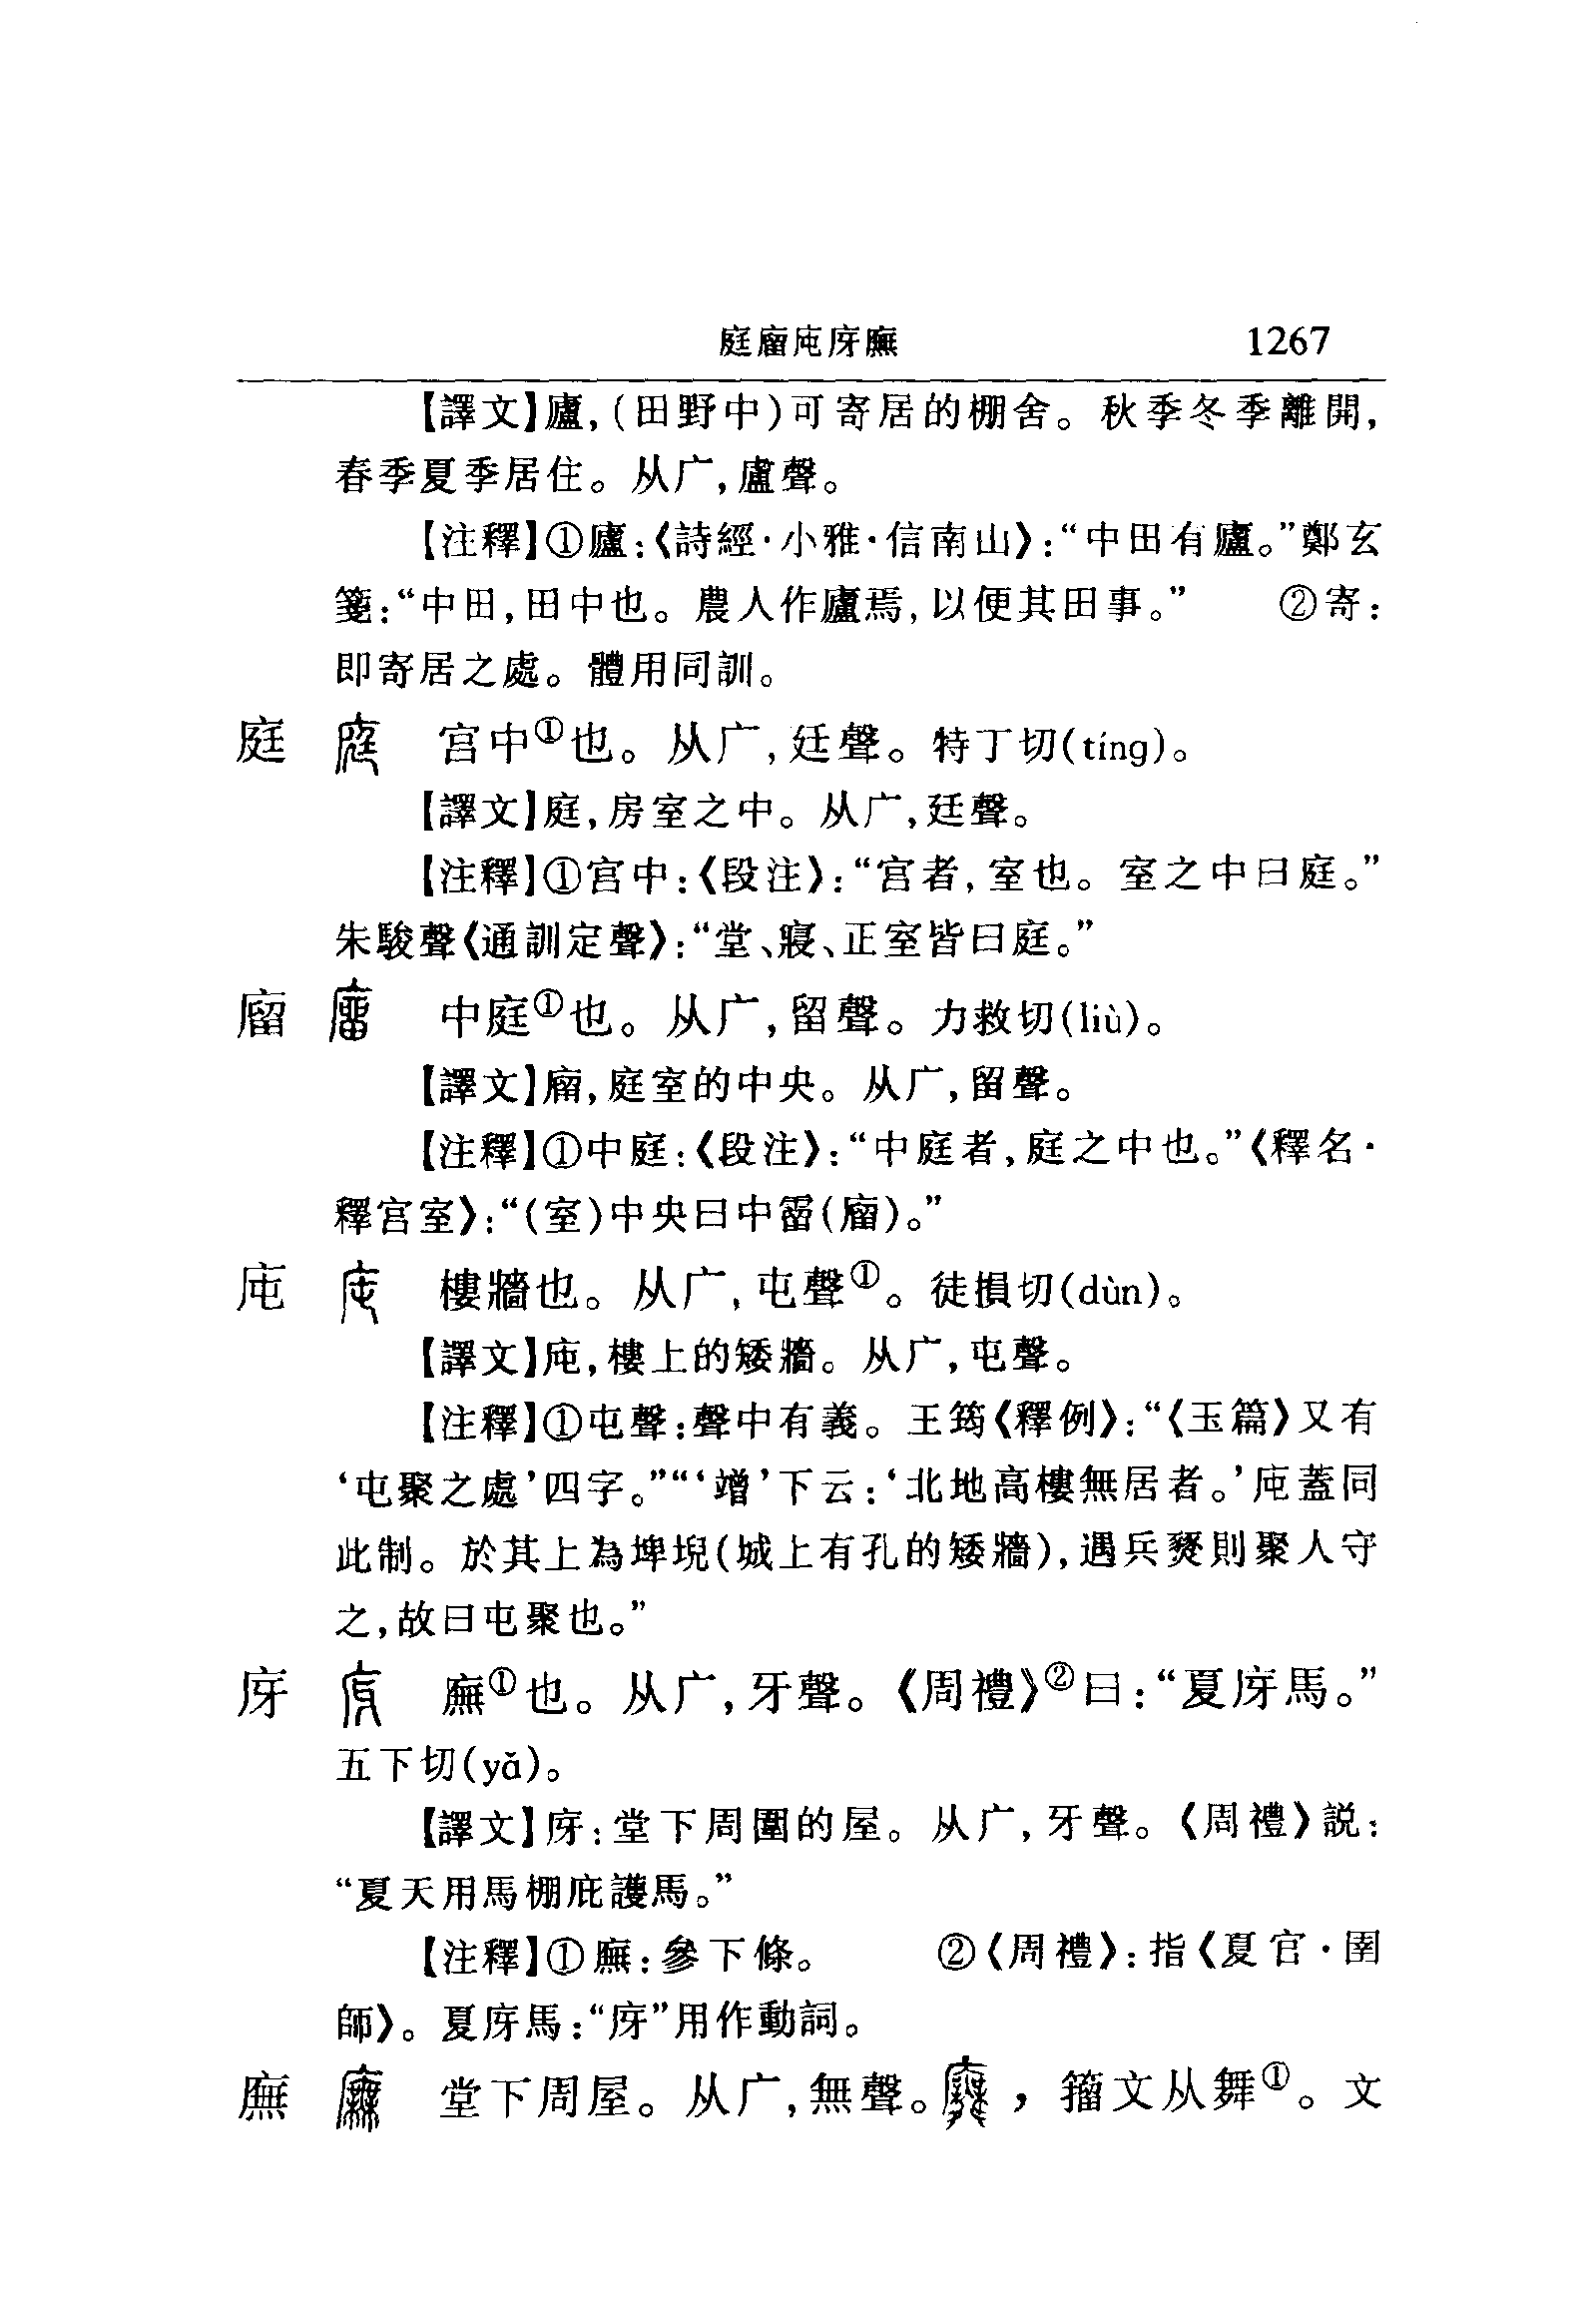 庭廇庉庌廡 1267
【譯文】廬,(田野中)可寄居的棚舍。秋季冬季離開,
春季夏季居住。从广,盧聲。
【注釋】①廬:《詩經·小雅·信南山》:“中田有廬。”鄭玄
箋:“中田,田中也。農人作廬焉,以便其田事。” ②寄:
即寄居之處。體用同訓。
庭 宫中①也。从广,廷聲。特丁切(tíng)。
【譯文】庭,房室之中。从广,廷聲。
【注釋】①宫中:《段注》:“宫者,室也。室之中曰庭。”
朱駿聲《通訓定聲》:“堂、寢、正室皆曰庭。”
廇 中庭①也。从广,留聲。力救切(liù)。
【譯文】廇,庭室的中央。从广,留聲。
【注釋】①中庭:《段注》:“中庭者,庭之中也。”《釋名·
釋宫室》:“(室)中央曰中霤(廇)。”
庉 樓牆也。从广,屯聲①。徒損切(dùn)。
【譯文】庉,樓上的矮牆。从广,屯聲。
【注釋】①屯聲:聲中有義。王筠《釋例》:“《玉篇》又有
‘屯聚之處’四字。”“‘竲’下云:‘北地高樓無居者。’庉蓋同
此制。於其上爲埤堄(城上有孔的矮牆),遇兵燹則聚人守
之,故曰屯聚也。”
庌 廡①也。从广,牙聲。《周禮》②曰:“夏庌馬。”
五下切(yǎ)。
【譯文】庌:堂下周圍的屋。从广,牙聲。《周禮》説:
“夏天用馬棚庇護馬。”
【注釋】①廡:參下條。 ②《周禮》:指《夏官·圉
師》。夏庌馬:“庌”用作動詞。
廡 堂下周屋。从广,無聲。,籀文从舞①。文